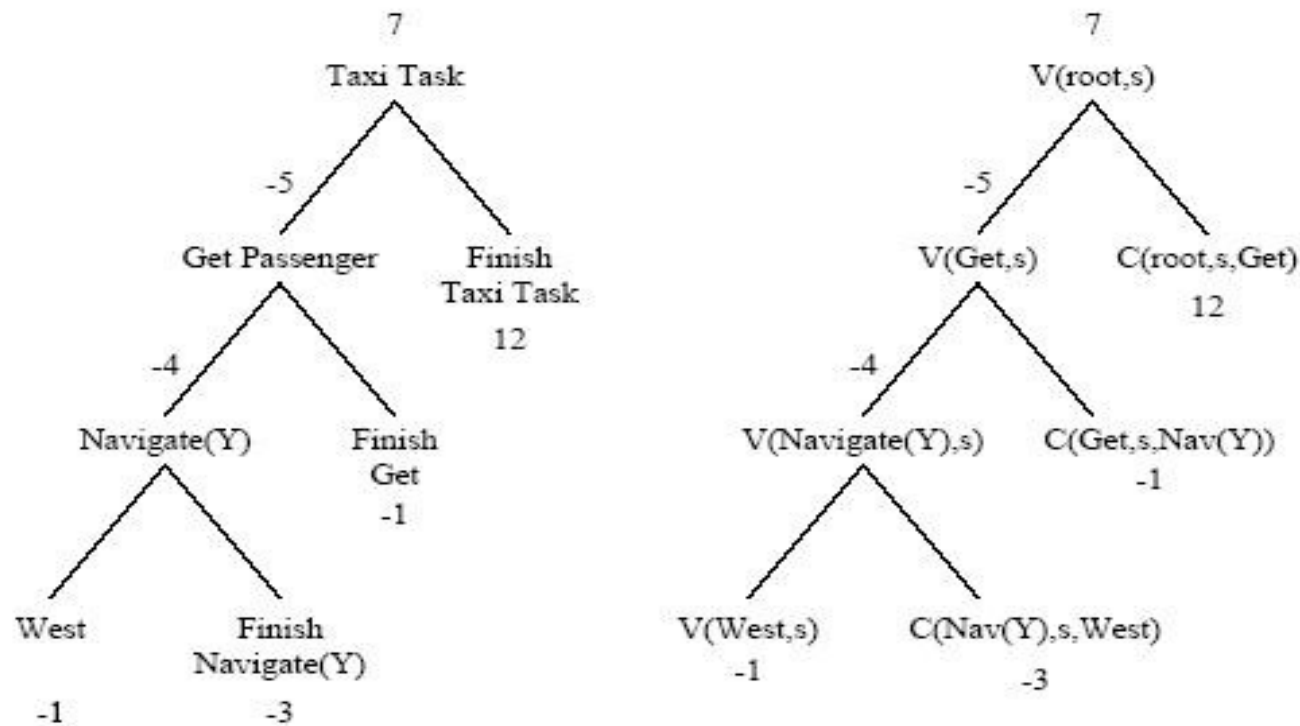 7 7
Taxi Task V(root,s)
-5 -5
Get Passenger Finish V(Get,s) C(root,s,Get)
Taxi Task
12 12
-4 -4
Navigate(Y) Finish V(Navigate(Y),s) C(Get,s,Nav(Y))
Get
-1 -1
West Finish V(West,s) C(Nav(Y),s,West)
Navigate(Y) -1 -3
-1 -3